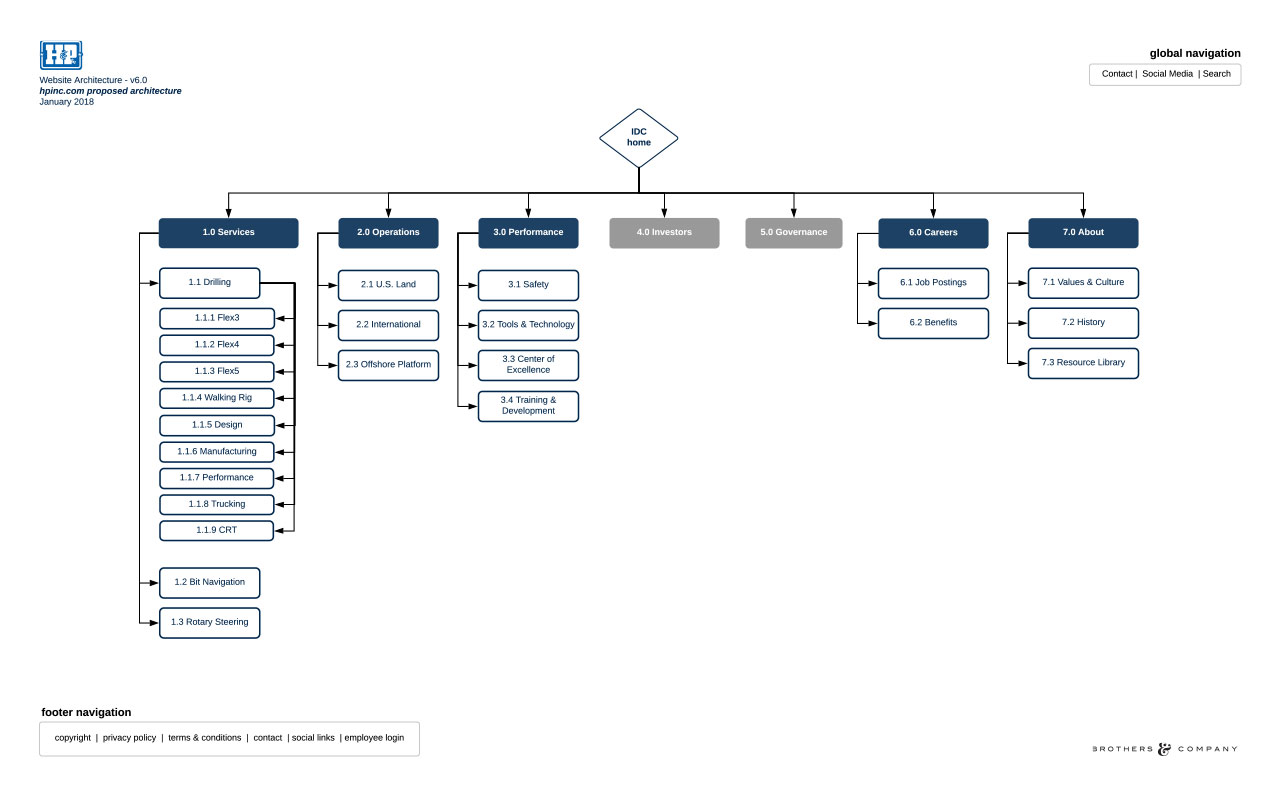 H&P
Website Architecture - v6.0
hpinc.com proposed architecture
January 2018
global navigation
Contact | Social Media | Search
IDC
home
1.0 Services
2.0 Operations
3.0 Performance
4.0 Investors
5.0 Governance
6.0 Careers
7.0 About
1.1 Drilling
1.1.1 Flex3
1.1.2 Flex4
1.1.3 Flex5
1.1.4 Walking Rig
1.1.5 Design
1.1.6 Manufacturing
1.1.7 Performance
1.1.8 Trucking
1.1.9 CRT
1.2 Bit Navigation
1.3 Rotary Steering
2.1 U.S. Land
2.2 International
2.3 Offshore Platform
3.1 Safety
3.2 Tools & Technology
3.3 Center of
Excellence
3.4 Training &
Development
6.1 Job Postings
6.2 Benefits
7.1 Values & Culture
7.2 History
7.3 Resource Library
footer navigation
copyright | privacy policy | terms & conditions | contact | social links | employee login
BROTHERS & COMPANY